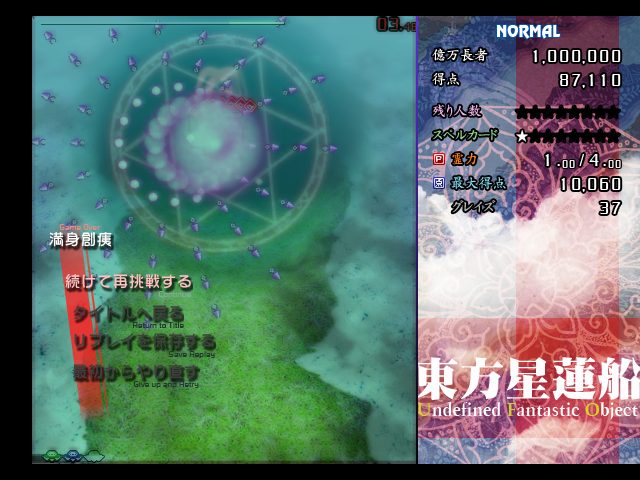 03.48
Game Over
満身創痍
続けて再挑戦する
タイトルへ戻る
Return to Title
リプレイを保存する
Save Replay
最初からやり直す
Give up and Retry
NORMAL
億万長者 1,000,000
得点 87,110
残り人数
スペルカード
P 霊力 1.00/4.00
点 最大得点 10,060
グレイズ 37
東方星蓮船
Undefined Fantastic Object